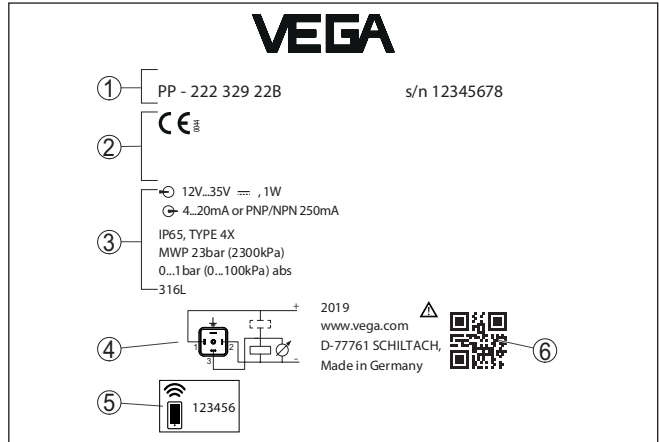 VEGA
① PP - 222 329 22B s/n 12345678
② CE 0044
③ 12V...35V ⎓ , 1W
4...20mA or PNP/NPN 250mA
IP65, TYPE 4X
MWP 23bar (2300kPa)
0...1bar (0...100kPa) abs
316L
④ 1 2 3 + -
2019
www.vega.com
D-77761 SCHILTACH,
Made in Germany
⑥
⑤ 123456